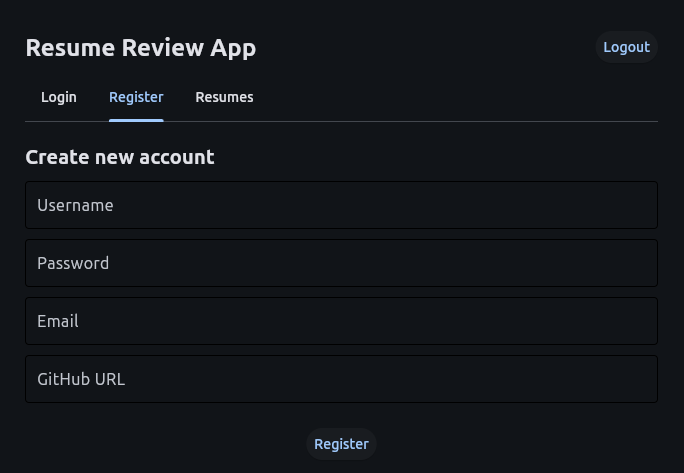 Resume Review App
Logout
Login Register Resumes
Create new account
Username
Password
Email
GitHub URL
Register